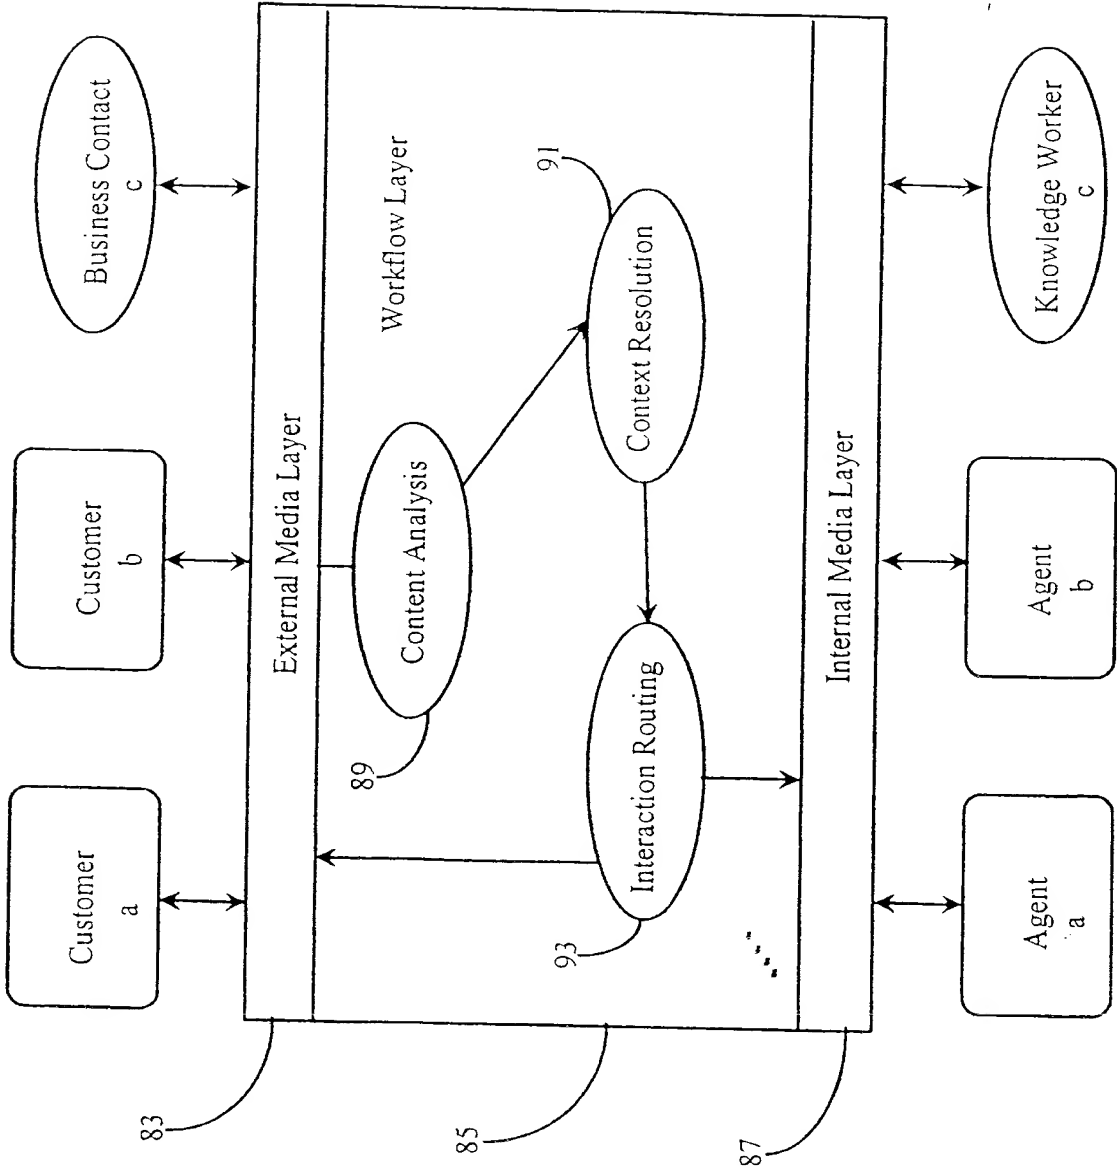 Customer
a
Customer
b
Business Contact
c
83
External Media Layer
85
Workflow Layer
89
Content Analysis
91
Context Resolution
93
Interaction Routing
87
Internal Media Layer
Agent
a
Agent
b
Knowledge Worker
c